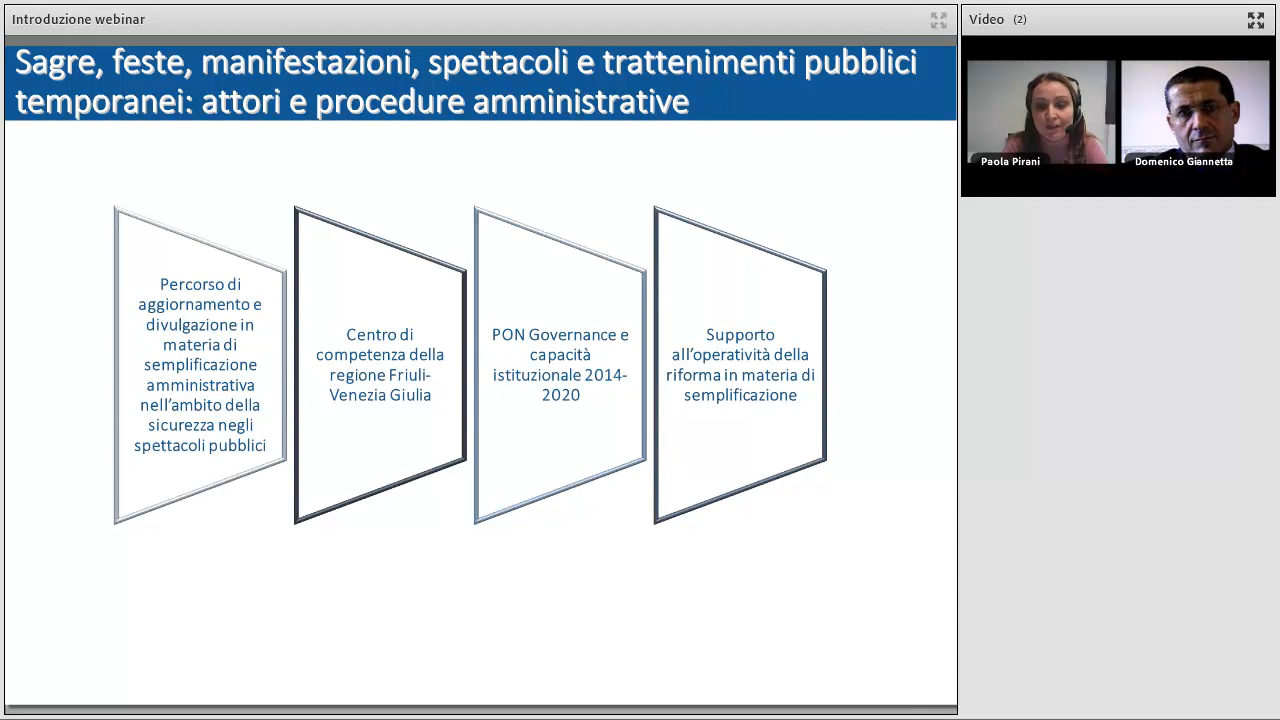 Introduzione webinar
Video (2)
Sagre, feste, manifestazioni, spettacoli e trattenimenti pubblici
temporanei: attori e procedure amministrative
Paola Pirani
Domenico Giannetta
Percorso di
aggiornamento e
divulgazione in
materia di
semplificazione
amministrativa
nell’ambito della
sicurezza negli
spettacoli pubblici
Centro di
competenza della
regione Friuli-
Venezia Giulia
PON Governance e
capacità
istituzionale 2014-
2020
Supporto
all’operatività della
riforma in materia di
semplificazione